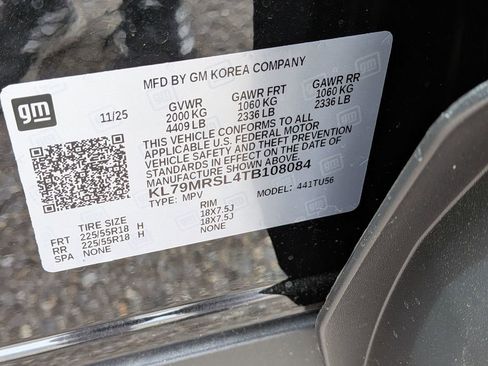 MFD BY GM KOREA COMPANY
gm
11/25
GVWR
2000 KG
4409 LB
GAWR FRT
1060 KG
2336 LB
GAWR RR
1060 KG
2336 LB
THIS VEHICLE CONFORMS TO ALL
APPLICABLE U.S. FEDERAL MOTOR
VEHICLE SAFETY AND THEFT PREVENTION
STANDARDS IN EFFECT ON THE DATE OF
MANUFACTURE SHOWN ABOVE.
KL79MRSL4TB108084
TYPE: MPV
MODEL: 441TU56
TIRE SIZE
RIM
FRT 225/55R18 H 18X7.5J
RR 225/55R18 H 18X7.5J
SPA NONE NONE